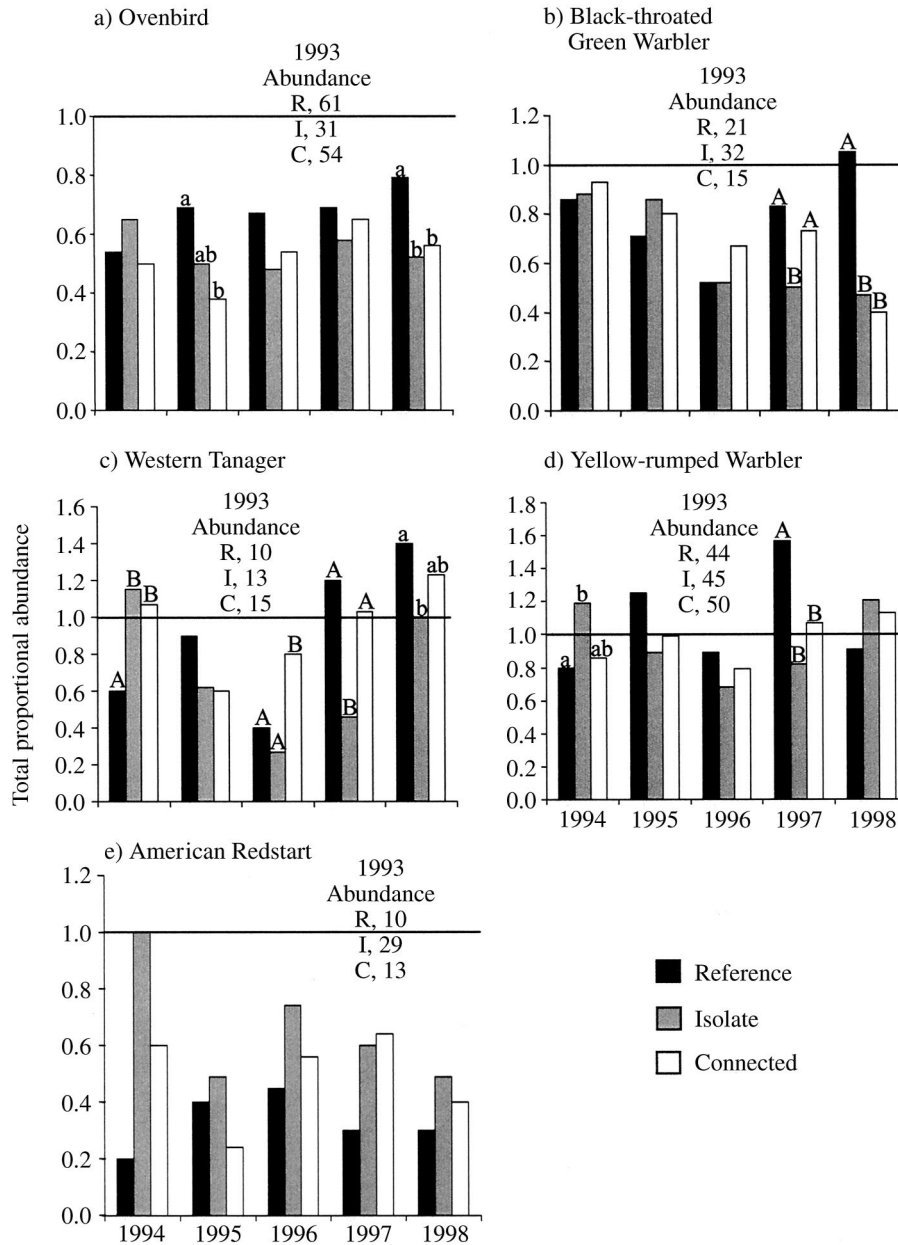 a) Ovenbird
1993
Abundance
R, 61
I, 31
C, 54
1.0
0.8
0.6
0.4
0.2
0.0
a
ab
b
a
b
b
b) Black-throated
Green Warbler
1993
Abundance
R, 21
I, 32
C, 15
1.2
1.0
0.8
0.6
0.4
0.2
0.0
A
B
A
A
B
B
c) Western Tanager
1993
Abundance
R, 10
I, 13
C, 15
1.6
1.4
1.2
1.0
0.8
0.6
0.4
0.2
0.0
A
B
B
A
A
B
A
B
A
a
b
ab
d) Yellow-rumped Warbler
1993
Abundance
R, 44
I, 45
C, 50
1.8
1.6
1.4
1.2
1.0
0.8
0.6
0.4
0.2
0.0
a
b
ab
A
B
B
1994 1995 1996 1997 1998
Total proportional abundance
e) American Redstart
1993
Abundance
R, 10
I, 29
C, 13
1.2
1.0
0.8
0.6
0.4
0.2
0.0
1994 1995 1996 1997 1998
Reference
Isolate
Connected